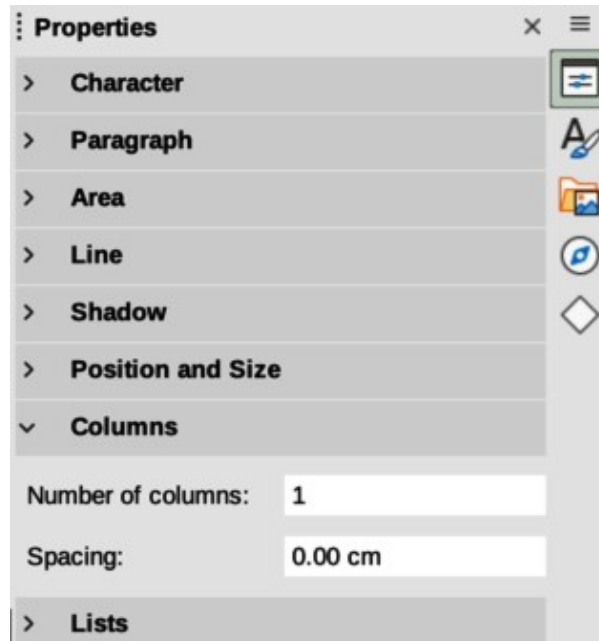 Properties
Character
Paragraph
Area
Line
Shadow
Position and Size
Columns
Number of columns: 1
Spacing: 0.00 cm
Lists